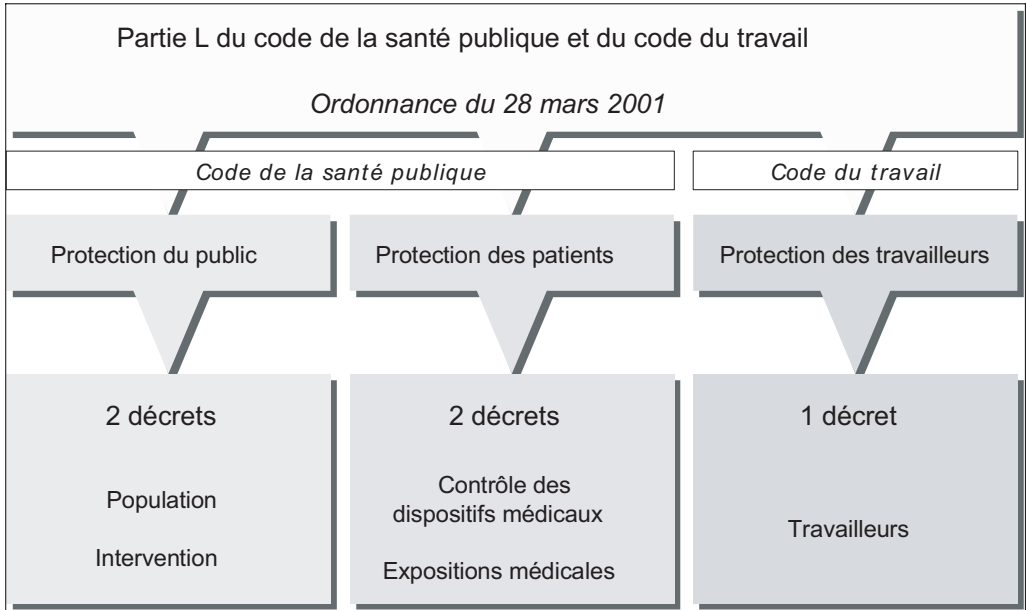 Partie L du code de la santé publique et du code du travail
Ordonnance du 28 mars 2001
Code de la santé publique
Code du travail
Protection du public
Protection des patients
Protection des travailleurs
2 décrets
Population
Intervention
2 décrets
Contrôle des
dispositifs médicaux
Expositions médicales
1 décret
Travailleurs